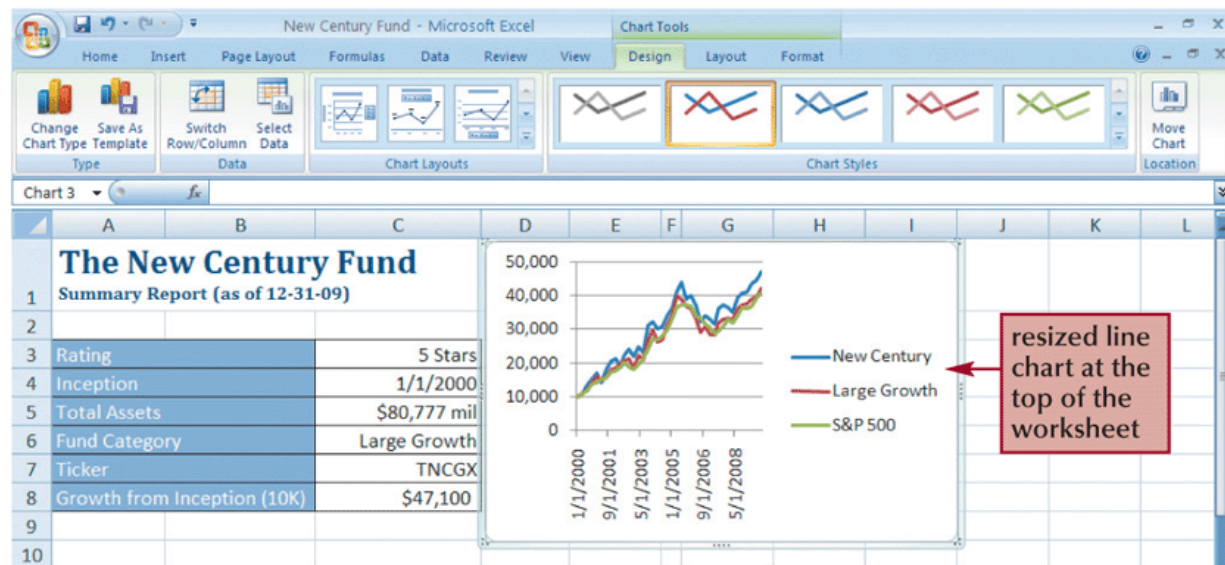 New Century Fund - Microsoft Excel
Chart Tools
Home Insert Page Layout Formulas Data Review View Design Layout Format
Change Chart Type
Save As Template
Switch Row/Column
Select Data
Move Chart
Type Data Chart Layouts Chart Styles Location
Chart 3 fx
A B C D E F G H I J K L
The New Century Fund
1 Summary Report (as of 12-31-09)
2
3 Rating 5 Stars
4 Inception 1/1/2000
5 Total Assets $80,777 mil
6 Fund Category Large Growth
7 Ticker TNCGX
8 Growth from Inception (10K) $47,100
9
10
50,000
40,000
30,000
20,000
10,000
0
1/1/2000
9/1/2001
5/1/2003
1/1/2005
9/1/2006
5/1/2008
New Century
Large Growth
S&P 500
resized line
chart at the
top of the
worksheet